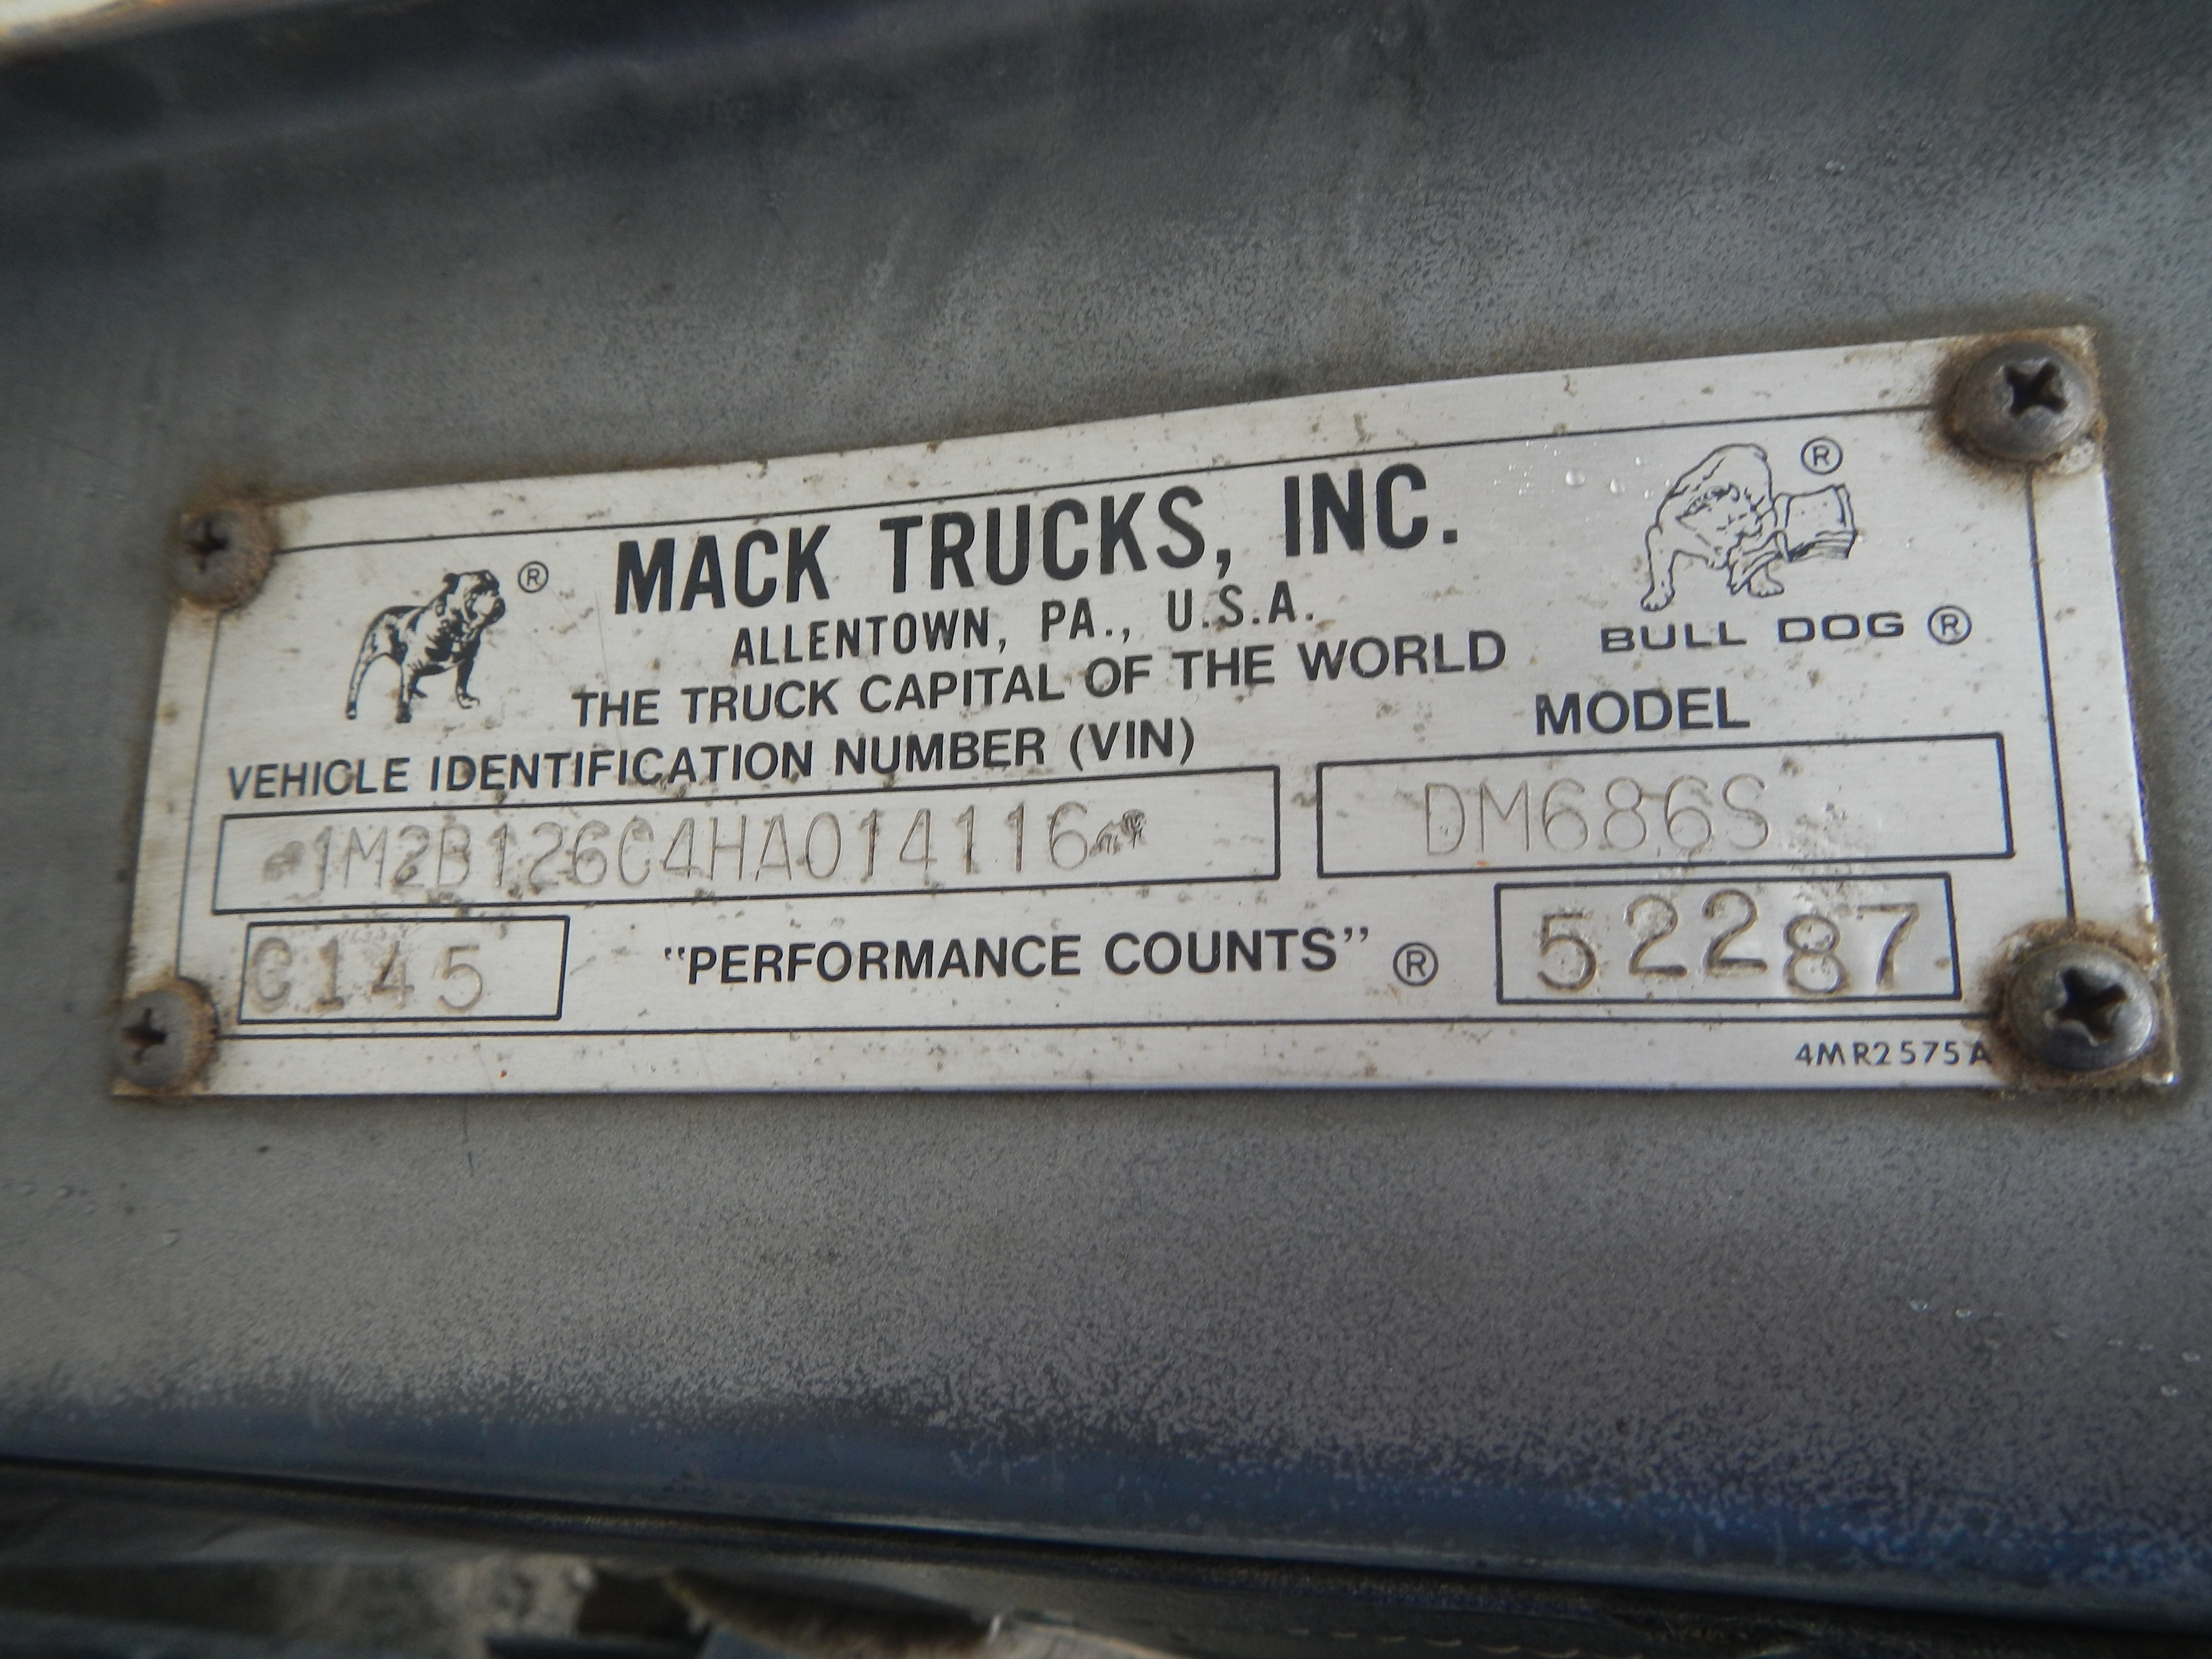 ® MACK TRUCKS, INC. ®
ALLENTOWN, PA., U.S.A.
BULL DOG ®
THE TRUCK CAPITAL OF THE WORLD
VEHICLE IDENTIFICATION NUMBER (VIN) MODEL
1M2B126C4HA014116 DM686S
C145 "PERFORMANCE COUNTS" ® 52287
4MR2575A